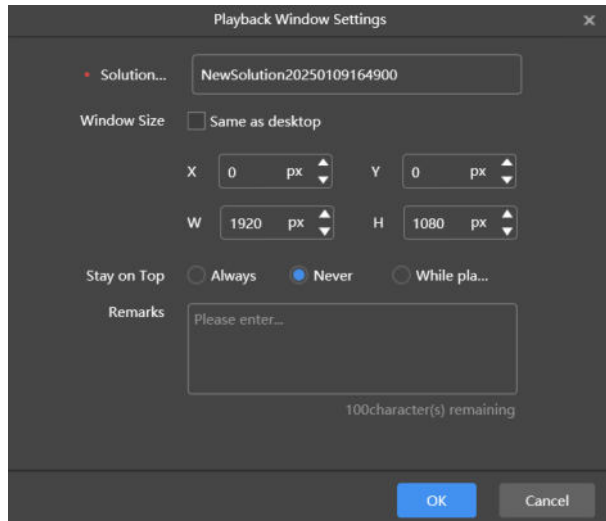 Playback Window Settings
• Solution... NewSolution20250109164900
Window Size Same as desktop
X 0 px Y 0 px
W 1920 px H 1080 px
Stay on Top Always Never While pla...
Remarks Please enter...
100character(s) remaining
OK Cancel